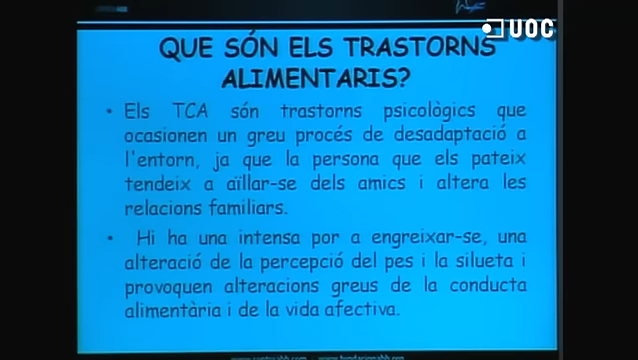 UOC
QUE SÓN ELS TRASTORNS
ALIMENTARIS?
• Els TCA són trastorns psicològics que
ocasionen un greu procés de desadaptació a
l'entorn, ja que la persona que els pateix
tendeix a aïllar-se dels amics i altera les
relacions familiars.
• Hi ha una intensa por a engreixar-se, una
alteració de la percepció del pes i la silueta i
provoquen alteracions greus de la conducta
alimentària i de la vida afectiva.